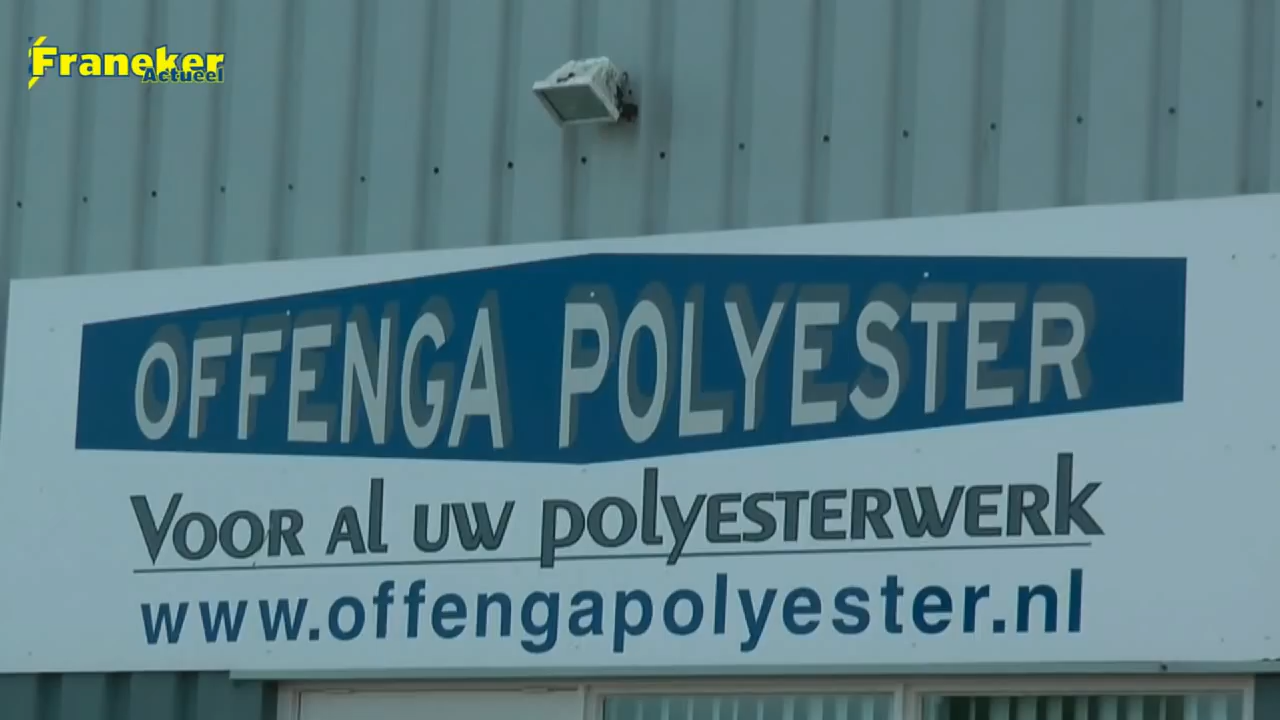 Franeker
Actueel
OFFENGA POLYESTER
Voor al uw polyesterwerk
www.offengapolyester.nl